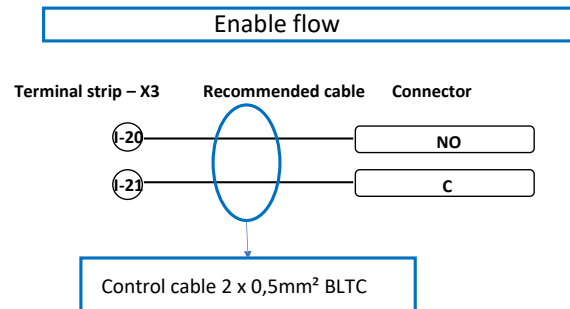 Enable flow
Terminal strip – X3 Recommended cable Connector
I-20 NO
I-21 C
Control cable 2 x 0,5mm² BLTC